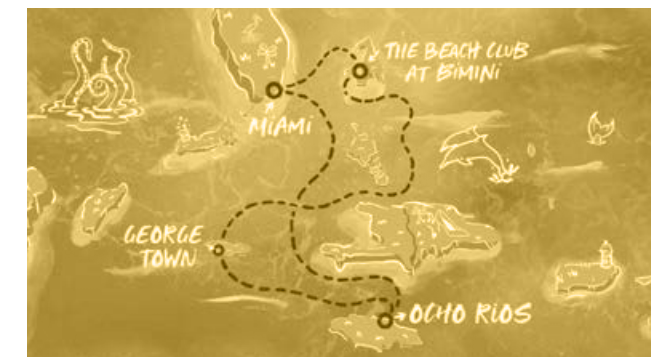 THE BEACH CLUB
AT BIMINI
MIAMI
GEORGE
TOWN
OCHO RIOS